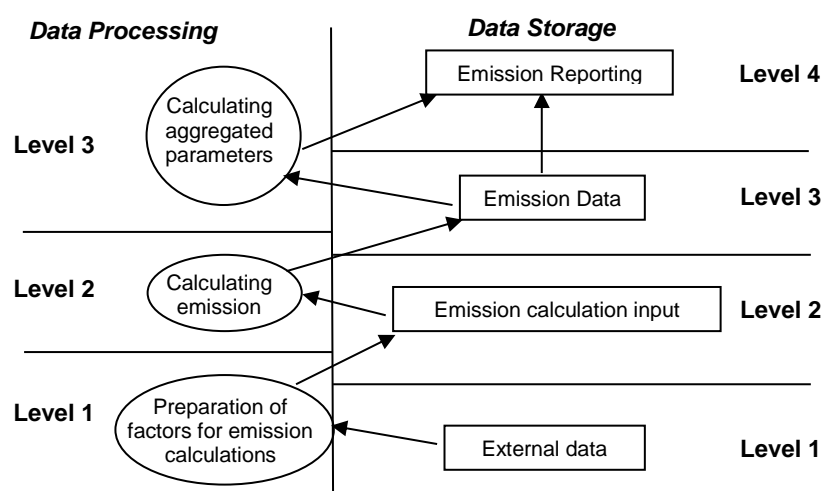 Data Processing
Data Storage
Calculating
aggregated
parameters
Level 3
Emission Reporting
Level 4
Emission Data
Level 3
Level 2
Calculating
emission
Emission calculation input
Level 2
Level 1
Preparation of
factors for emission
calculations
External data
Level 1